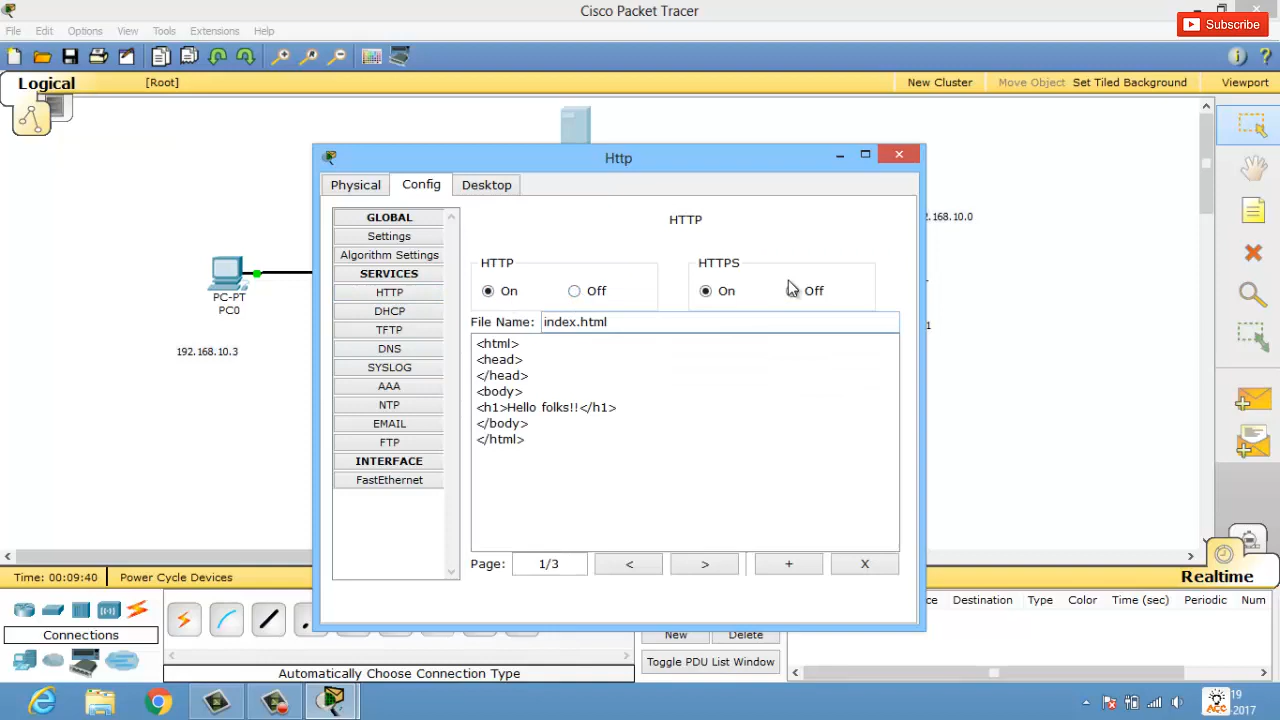 Cisco Packet Tracer
Subscribe
File Edit Options View Tools Extensions Help
Logical [Root] New Cluster Move Object Set Tiled Background Viewport
Http
Physical Config Desktop
GLOBAL
Settings
Algorithm Settings
SERVICES
HTTP
DHCP
TFTP
DNS
SYSLOG
AAA
NTP
EMAIL
FTP
INTERFACE
FastEthernet
HTTP
HTTP HTTPS
On Off On Off
File Name: index.html
<html>
<head>
</head>
<body>
<h1>Hello folks!!</h1>
</body>
</html>
Page: 1/3 < > + X
PC-PT
PC0
192.168.10.3
2.168.10.0
1
Time: 00:09:40 Power Cycle Devices Realtime
Connections
Automatically Choose Connection Type
New Delete
Toggle PDU List Window
ce Destination Type Color Time (sec) Periodic Num
ACC
19
-2017